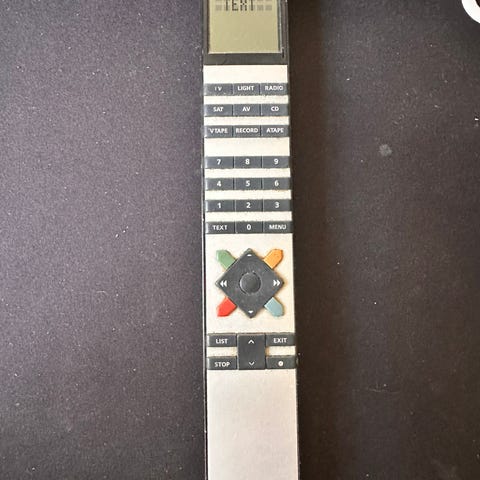 TEXT
TV LIGHT RADIO
SAT AV CD
VTAPE RECORD ATAPE
7 8 9
4 5 6
1 2 3
TEXT 0 MENU
LIST EXIT
STOP